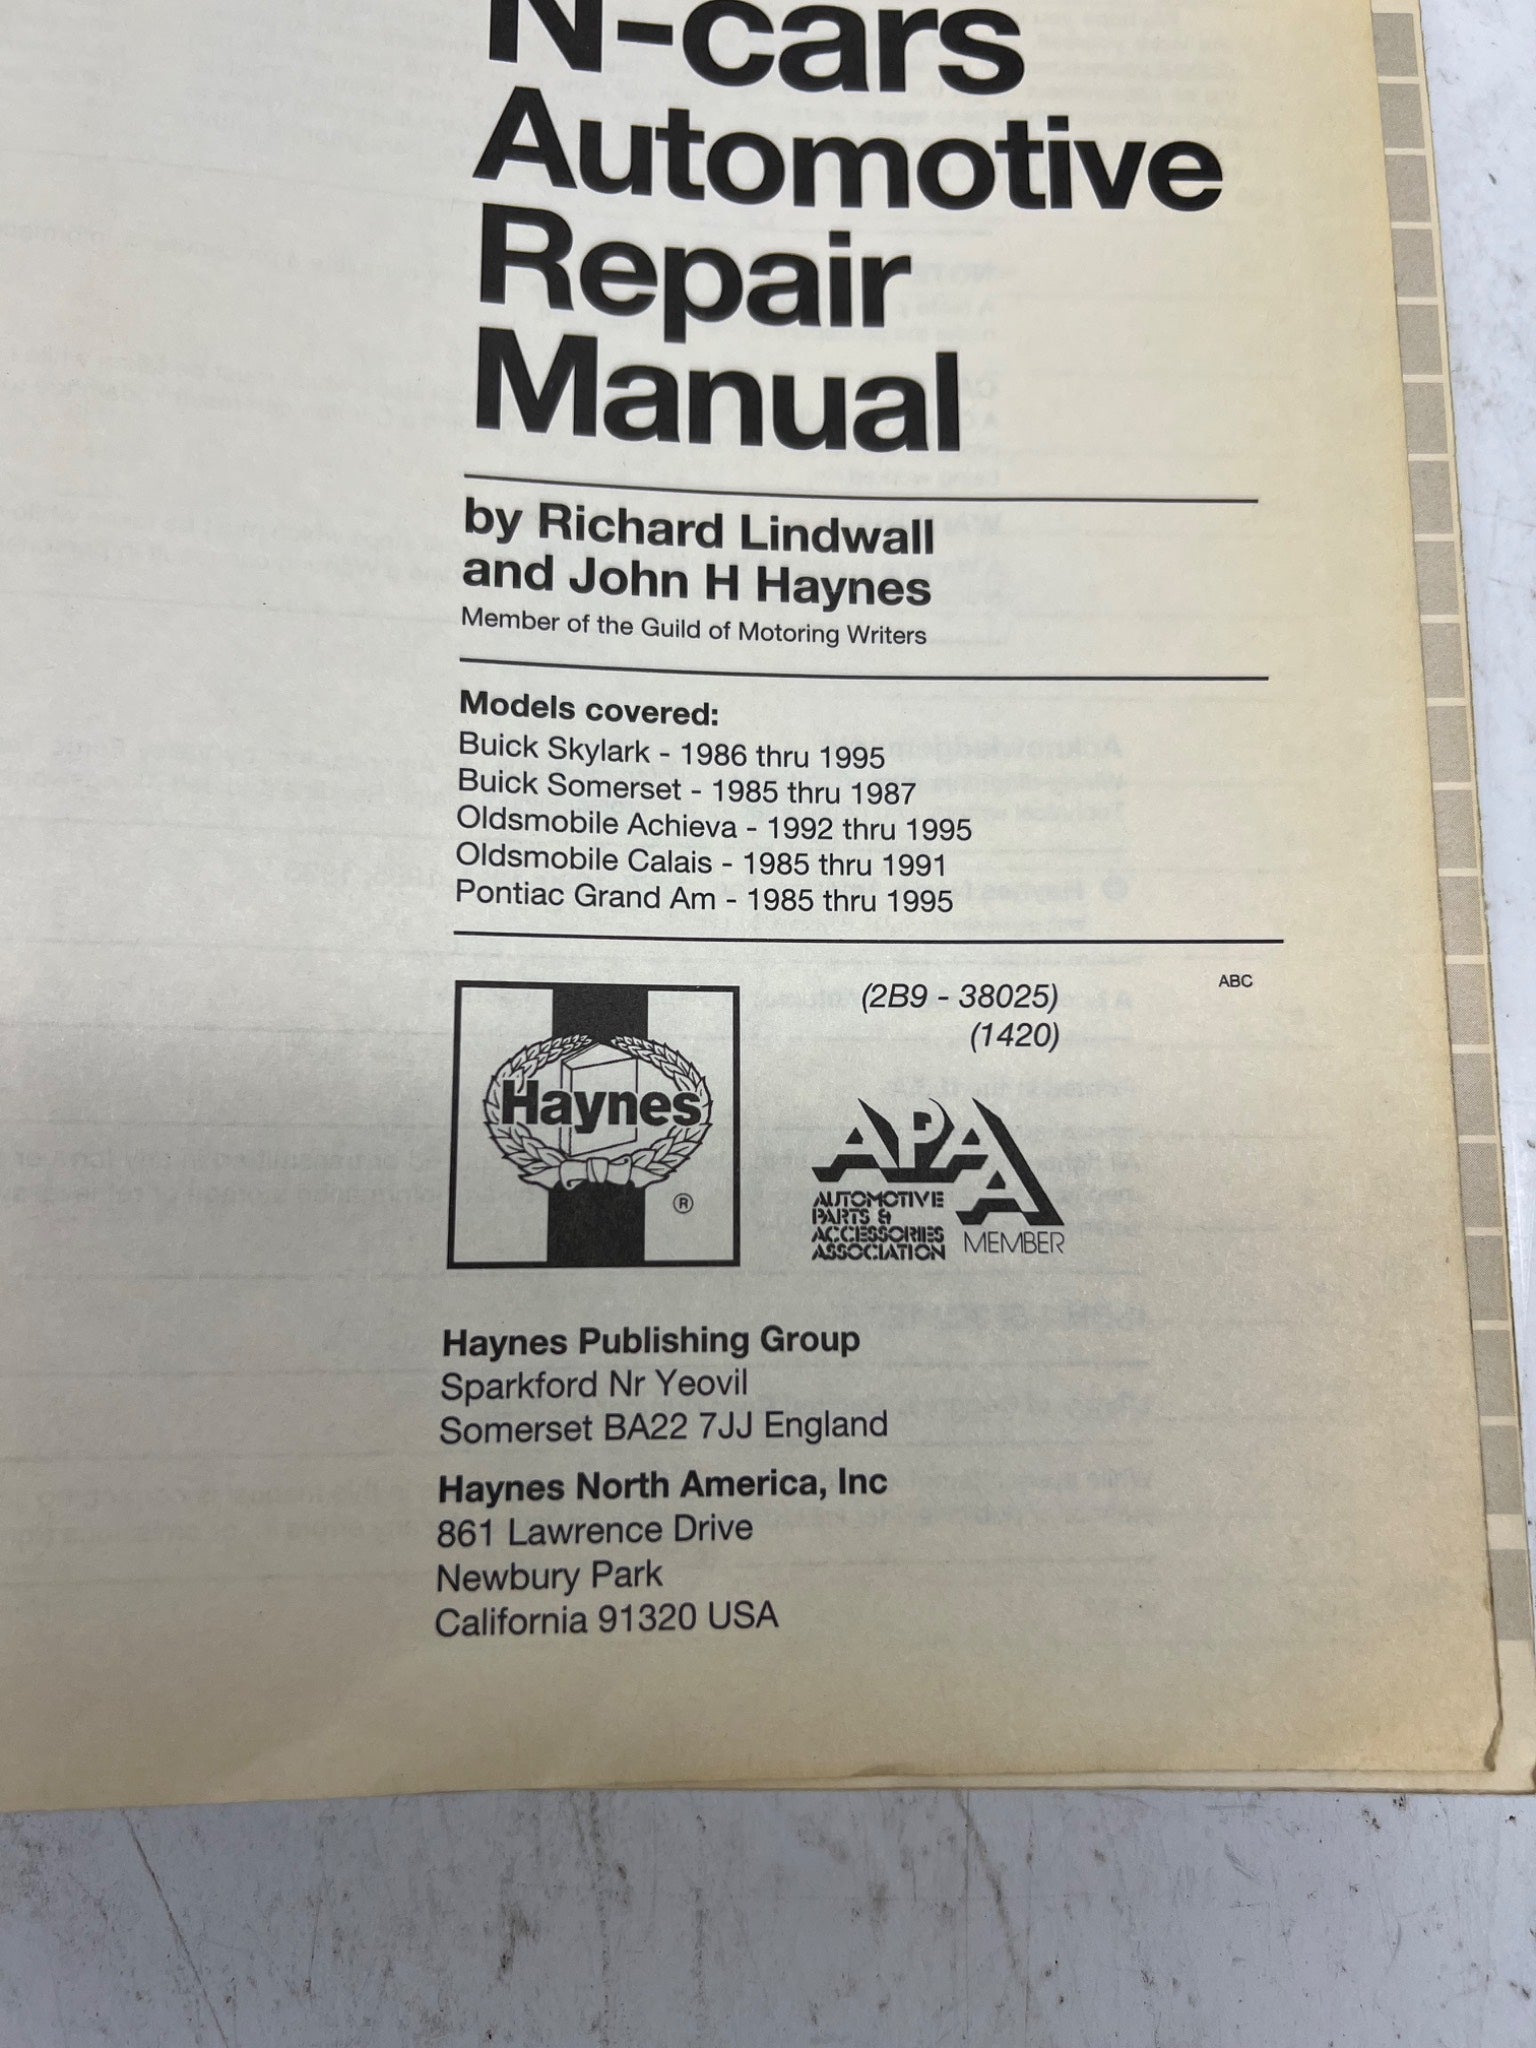 N-cars
Automotive
Repair
Manual
by Richard Lindwall
and John H Haynes
Member of the Guild of Motoring Writers
Models covered:
Buick Skylark - 1986 thru 1995
Buick Somerset - 1985 thru 1987
Oldsmobile Achieva - 1992 thru 1995
Oldsmobile Calais - 1985 thru 1991
Pontiac Grand Am - 1985 thru 1995
(2B9 - 38025)
ABC
(1420)
Haynes
®
APAA
AUTOMOTIVE
PARTS &
ACCESSORIES
ASSOCIATION
MEMBER
Haynes Publishing Group
Sparkford Nr Yeovil
Somerset BA22 7JJ England
Haynes North America, Inc
861 Lawrence Drive
Newbury Park
California 91320 USA